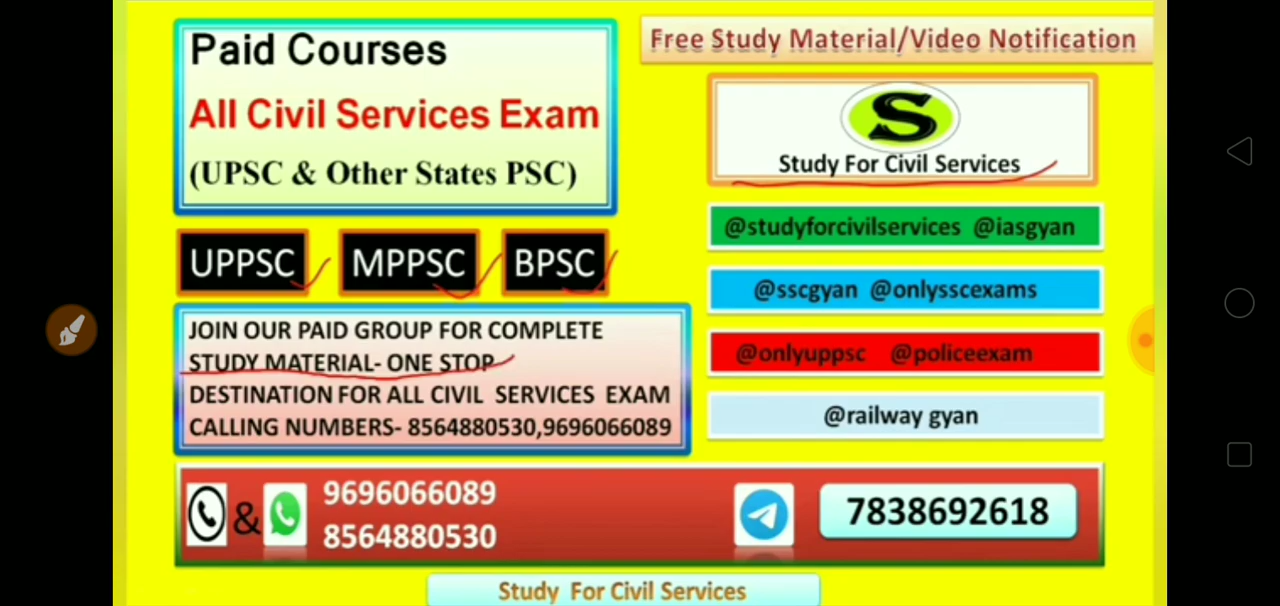 Paid Courses
All Civil Services Exam
(UPSC & Other States PSC)
UPPSC
MPPSC
BPSC
JOIN OUR PAID GROUP FOR COMPLETE
STUDY MATERIAL- ONE STOP
DESTINATION FOR ALL CIVIL SERVICES EXAM
CALLING NUMBERS- 8564880530,9696066089
Free Study Material/Video Notification
S
Study For Civil Services
@studyforcivilservices @iasgyan
@sscgyan @onlysscexams
@onlyuppsc @policeexam
@railway gyan
&
9696066089
8564880530
7838692618
Study For Civil Services